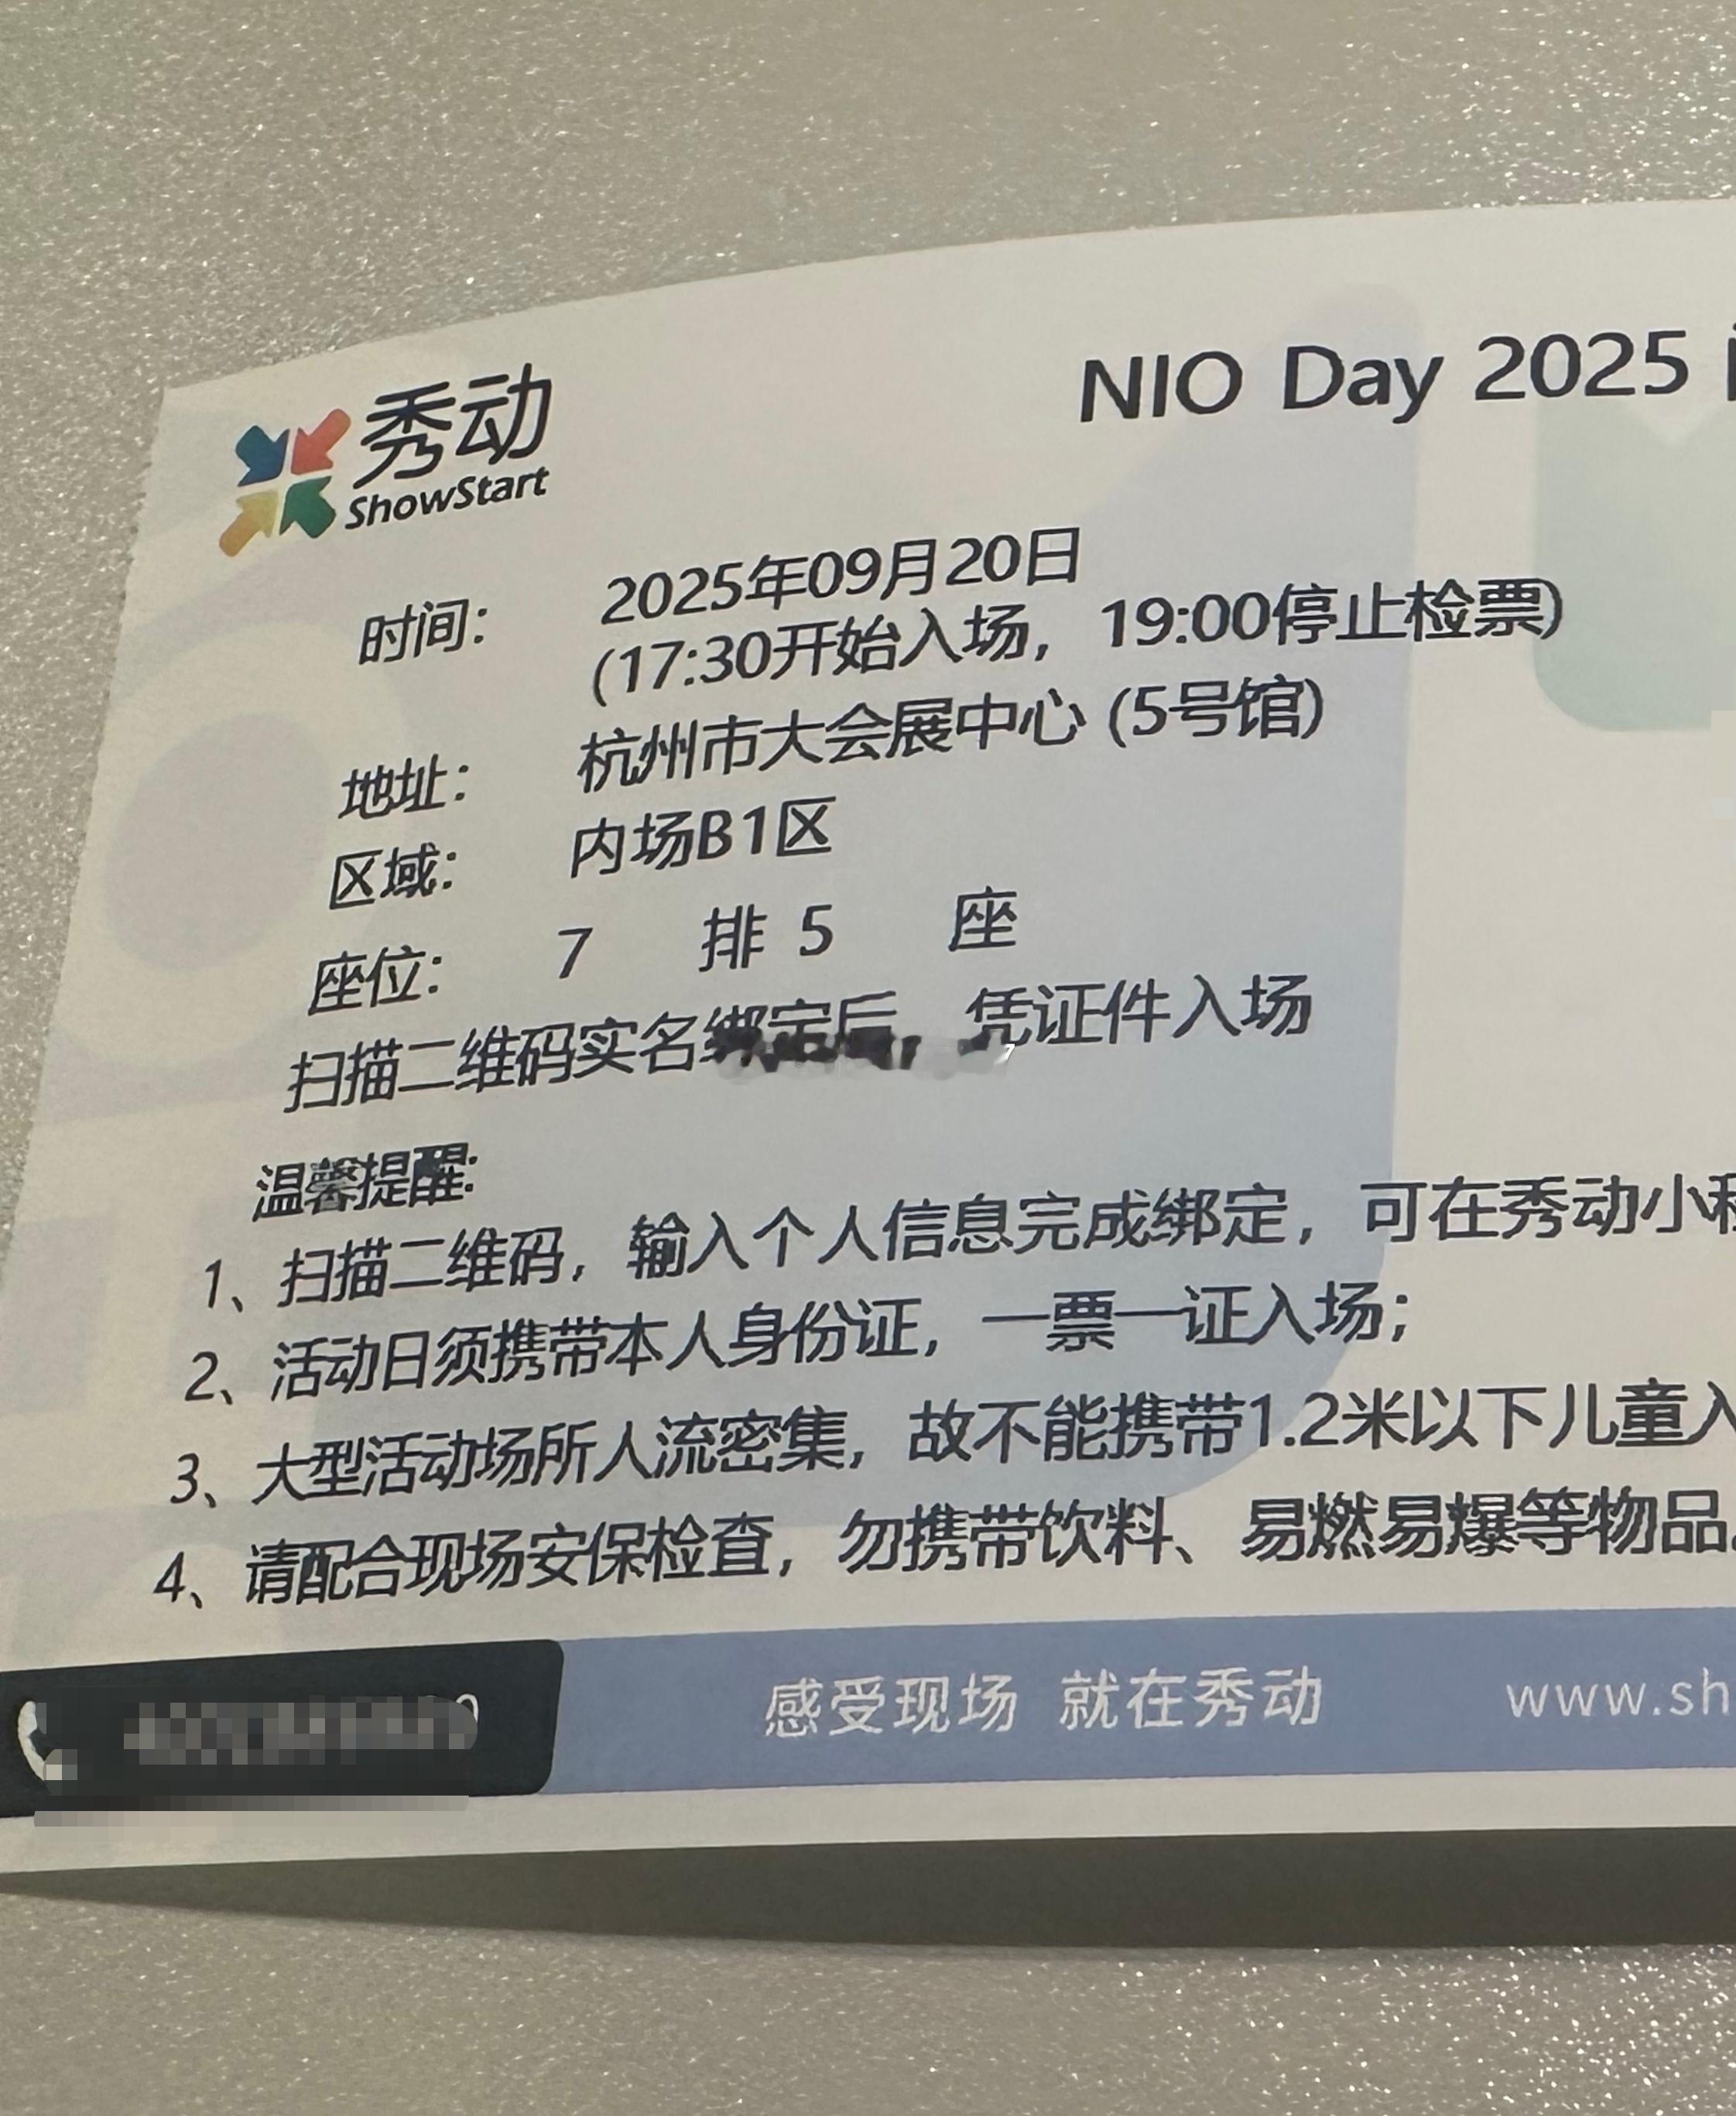 秀动
ShowStart
NIO Day 2025
时间： 2025年09月20日
(17:30开始入场，19:00停止检票)
地址： 杭州市大会展中心 (5号馆)
区域： 内场B1区
座位： 7 排 5 座
扫描二维码实名绑定后，凭证件入场
温馨提醒:
1、扫描二维码，输入个人信息完成绑定，可在秀动小
2、活动日须携带本人身份证，一票一证入场；
3、大型活动场所人流密集，故不能携带1.2米以下儿童入
4、请配合现场安保检查，勿携带饮料、易燃易爆等物品
感受现场 就在秀动
www.sh